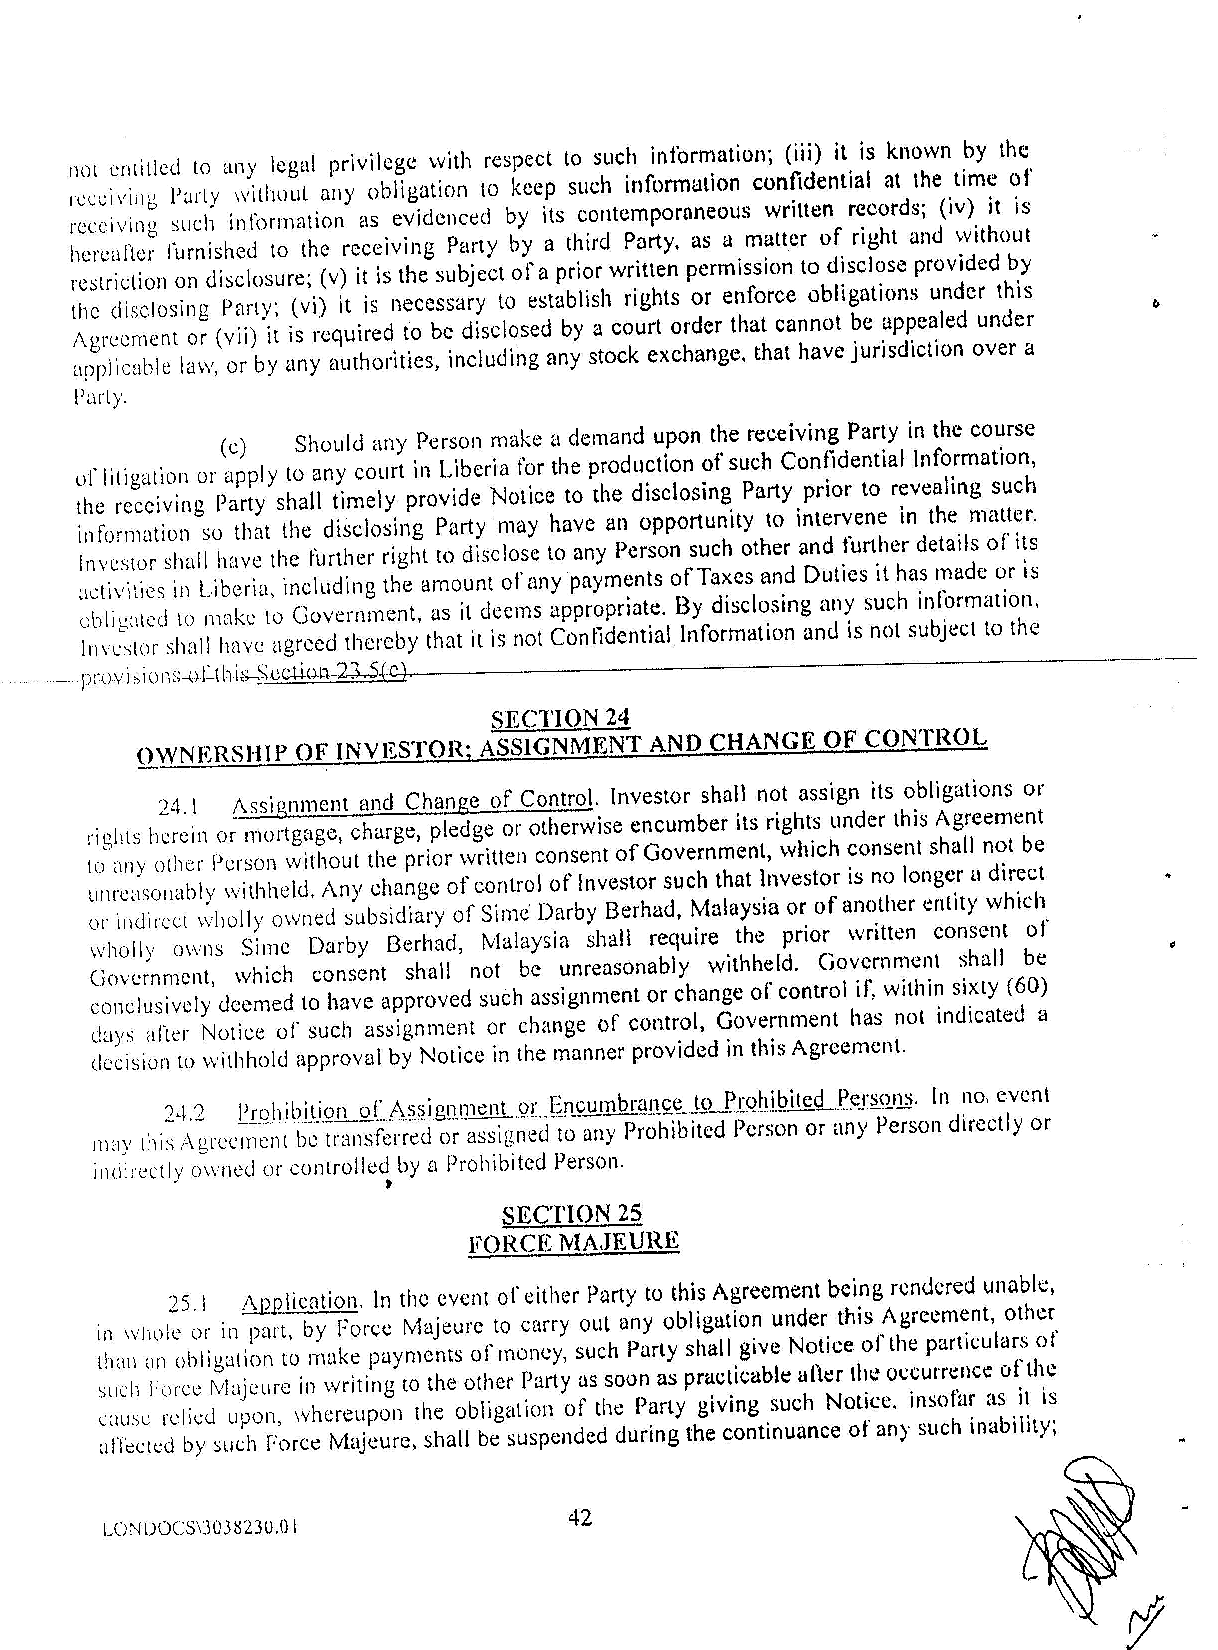 not entitled to any legal privilege with respect to such information; (iii) it is known by the
receiving Party without any obligation to keep such information confidential at the time of
receiving such information as evidenced by its contemporaneous written records; (iv) it is
hereafter furnished to the receiving Party by a third Party, as a matter of right and without
restriction on disclosure; (v) it is the subject of a prior written permission to disclose provided by
the disclosing Party; (vi) it is necessary to establish rights or enforce obligations under this
Agreement or (vii) it is required to be disclosed by a court order that cannot be appealed under
applicable law, or by any authorities, including any stock exchange, that have jurisdiction over a
Party.
(c) Should any Person make a demand upon the receiving Party in the course
of litigation or apply to any court in Liberia for the production of such Confidential Information,
the receiving Party shall timely provide Notice to the disclosing Party prior to revealing such
information so that the disclosing Party may have an opportunity to intervene in the matter.
Investor shall have the further right to disclose to any Person such other and further details of its
activities in Liberia, including the amount of any payments of Taxes and Duties it has made or is
obligated to make to Government, as it deems appropriate. By disclosing any such information,
Investor shall have agreed thereby that it is not Confidential Information and is not subject to the
provisions of this Section 23.5(c).
SECTION 24
OWNERSHIP OF INVESTOR; ASSIGNMENT AND CHANGE OF CONTROL
24.1 Assignment and Change of Control. Investor shall not assign its obligations or
rights herein or mortgage, charge, pledge or otherwise encumber its rights under this Agreement
to any other Person without the prior written consent of Government, which consent shall not be
unreasonably withheld. Any change of control of Investor such that Investor is no longer a direct
or indirect wholly owned subsidiary of Sime Darby Berhad, Malaysia or of another entity which
wholly owns Sime Darby Berhad, Malaysia shall require the prior written consent of
Government, which consent shall not be unreasonably withheld. Government shall be
conclusively deemed to have approved such assignment or change of control if, within sixty (60)
days after Notice of such assignment or change of control, Government has not indicated a
decision to withhold approval by Notice in the manner provided in this Agreement.
24.2 Prohibition of Assignment or Encumbrance to Prohibited Persons. In no event
may this Agreement be transferred or assigned to any Prohibited Person or any Person directly or
indirectly owned or controlled by a Prohibited Person.
SECTION 25
FORCE MAJEURE
25.1 Application. In the event of either Party to this Agreement being rendered unable,
in whole or in part, by Force Majeure to carry out any obligation under this Agreement, other
than an obligation to make payments of money, such Party shall give Notice of the particulars of
such Force Majeure in writing to the other Party as soon as practicable after the occurrence of the
cause relied upon, whereupon the obligation of the Party giving such Notice, insofar as it is
affected by such Force Majeure, shall be suspended during the continuance of any such inability;
LONDOCS\3038230.01
42